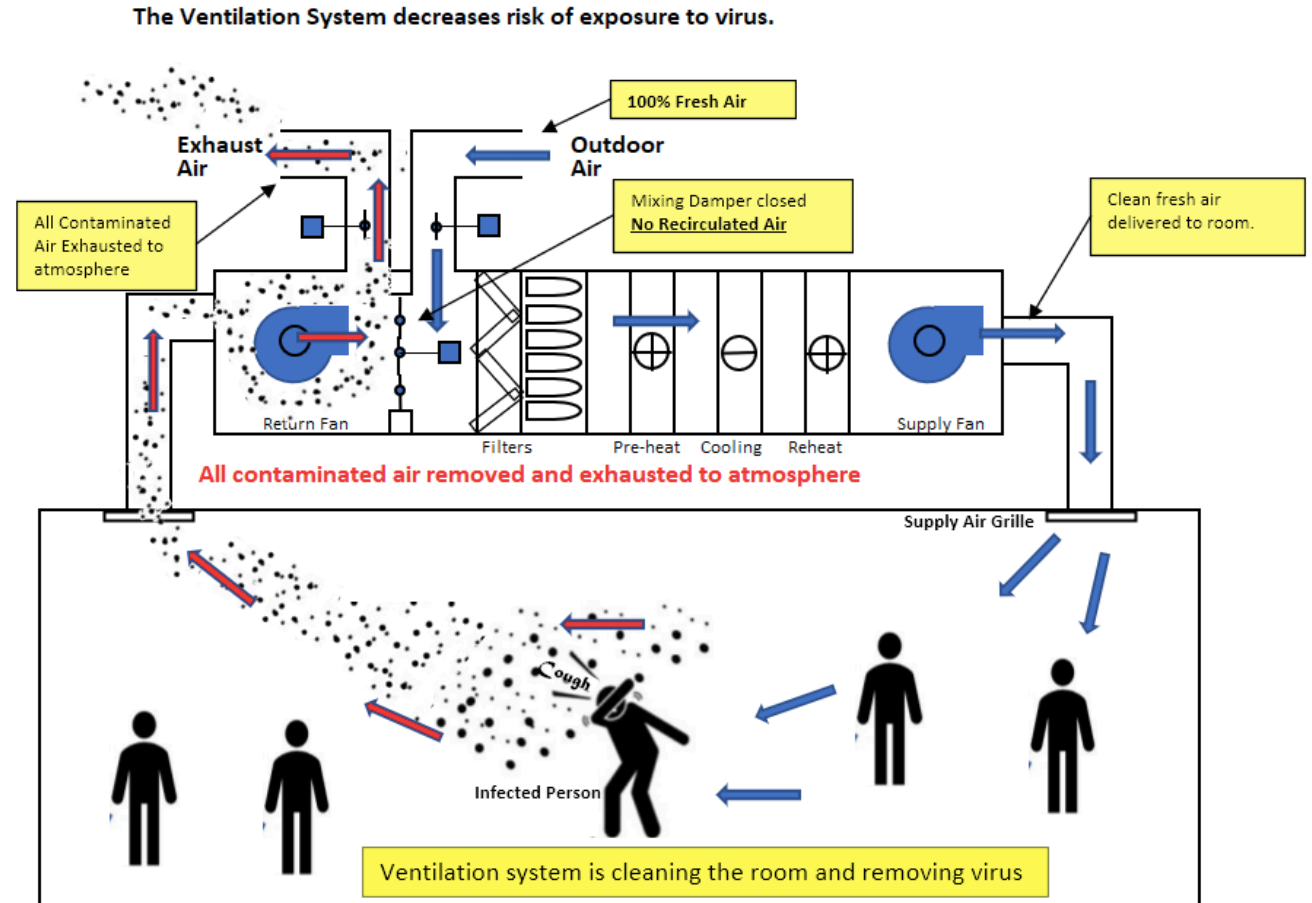 The Ventilation System decreases risk of exposure to virus.
100% Fresh Air
Exhaust
Air
Outdoor
Air
All Contaminated
Air Exhausted to
atmosphere
Mixing Damper closed
No Recirculated Air
Clean fresh air
delivered to room.
Return Fan
Supply Fan
Filters
Pre-heat
Cooling
Reheat
All contaminated air removed and exhausted to atmosphere
Supply Air Grille
Cough
Infected Person
Ventilation system is cleaning the room and removing virus